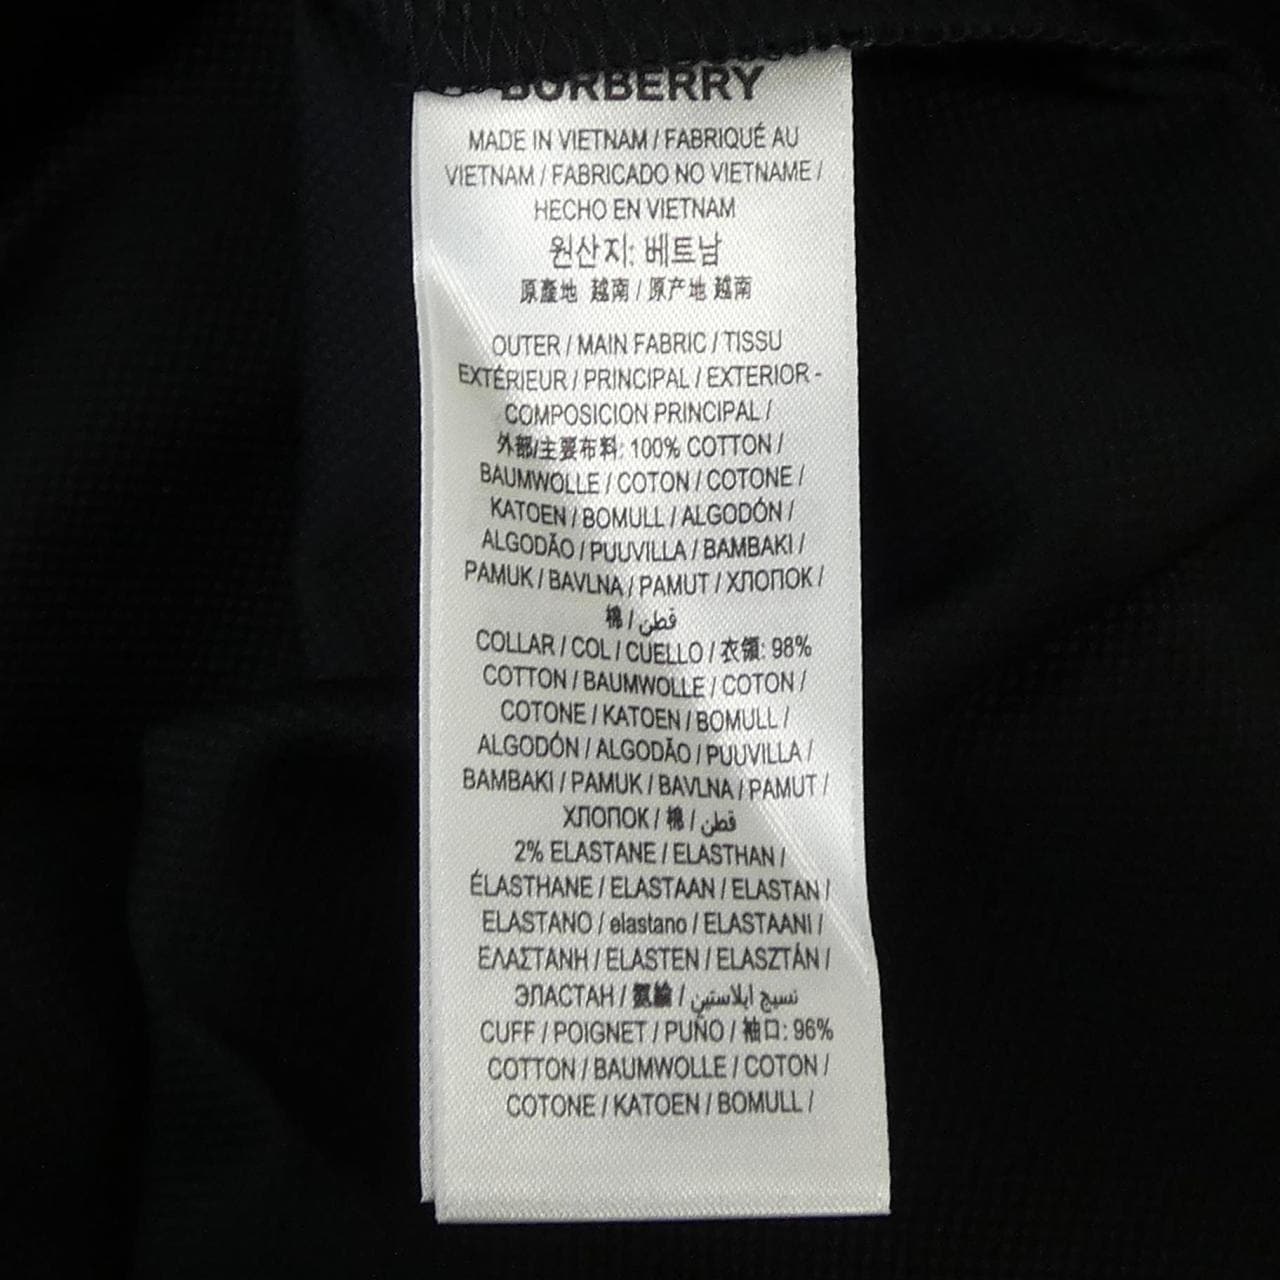 BURBERRY
MADE IN VIETNAM / FABRIQUÉ AU
VIETNAM / FABRICADO NO VIETNAME /
HECHO EN VIETNAM
원산지: 베트남
原產地 越南 / 原产地 越南
OUTER / MAIN FABRIC / TISSU
EXTÉRIEUR / PRINCIPAL / EXTERIOR -
COMPOSICION PRINCIPAL /
外部/主要布料: 100% COTTON /
BAUMWOLLE / COTON / COTONE /
KATOEN / BOMULL / ALGODÓN /
ALGODÃO / PUUVILLA / BAMBAKI /
PAMUK / BAVLNA / PAMUT / ХЛОПОК /
棉 / قطن
COLLAR / COL / CUELLO / 衣領: 98%
COTTON / BAUMWOLLE / COTON /
COTONE / KATOEN / BOMULL /
ALGODÓN / ALGODÃO / PUUVILLA /
BAMBAKI / PAMUK / BAVLNA / PAMUT /
ХЛОПОК / 棉 / قطن
2% ELASTANE / ELASTHAN /
ÉLASTHANE / ELASTAAN / ELASTAN /
ELASTANO / elastano / ELASTAANI /
ΕΛΑΣΤΑΝΗ / ELASTEN / ELASZTÁN /
ЭЛАСТАН / 氨綸 / نسيج ايلاستين
CUFF / POIGNET / PUÑO / 袖口: 96%
COTTON / BAUMWOLLE / COTON /
COTONE / KATOEN / BOMULL /